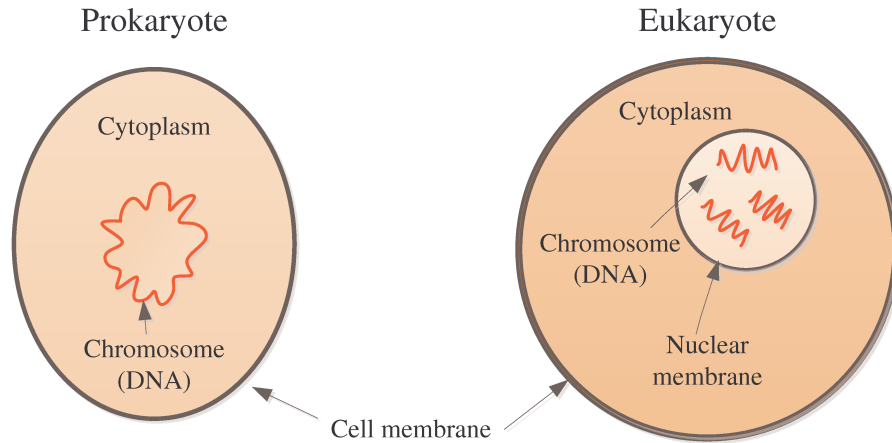 Prokaryote
Eukaryote
Cytoplasm
Cytoplasm
Chromosome
(DNA)
Chromosome
(DNA)
Nuclear
membrane
Cell membrane